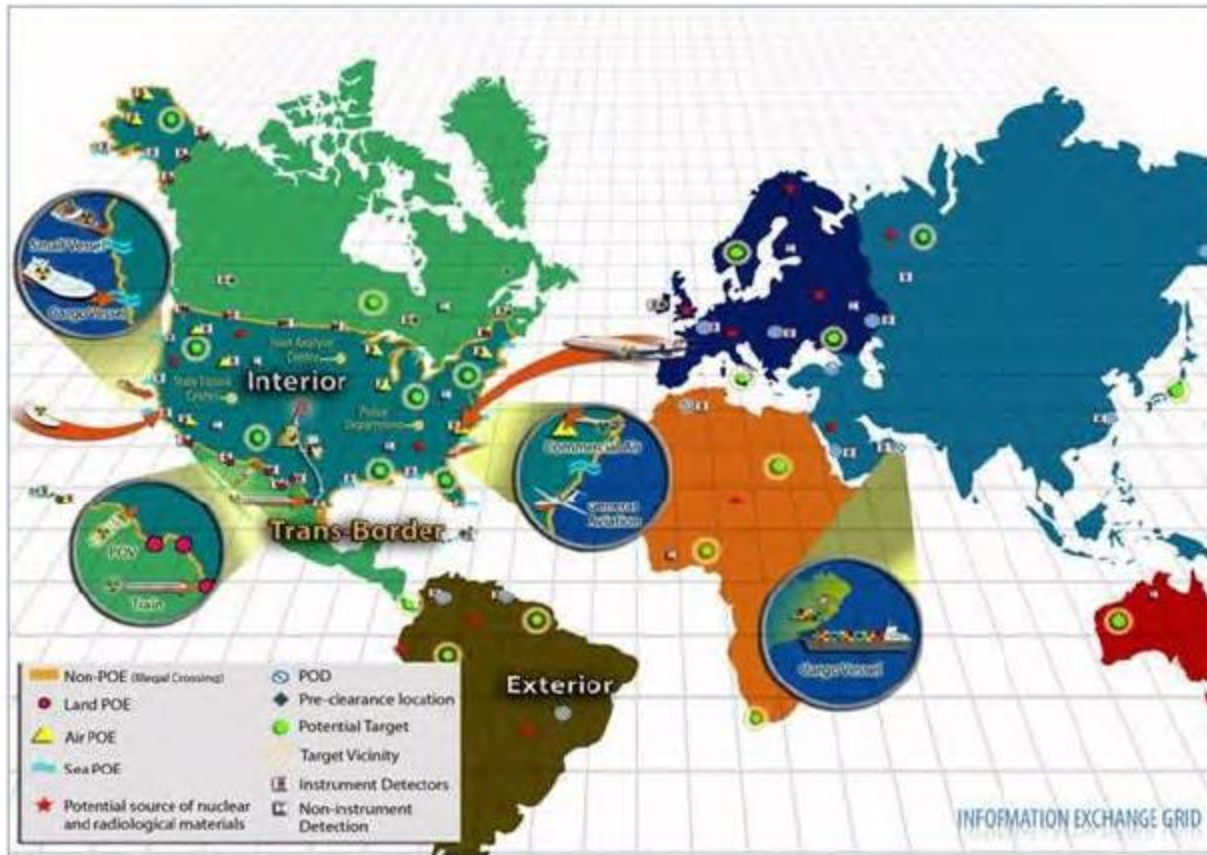 Small Vessel
Cargo Vessel
Joint Analysis
Center
Interior
State Fusion
Center
Police
Department
Commercial Air
General
Aviation
Trans-Border
POV
Train
Cargo Vessel
Exterior
Non-POE (Illegal Crossing)
Land POE
Air POE
Sea POE
Potential source of nuclear
and radiological materials
POD
Pre-clearance location
Potential Target
Target Vicinity
Instrument Detectors
Non-instrument
Detection
INFORMATION EXCHANGE GRID